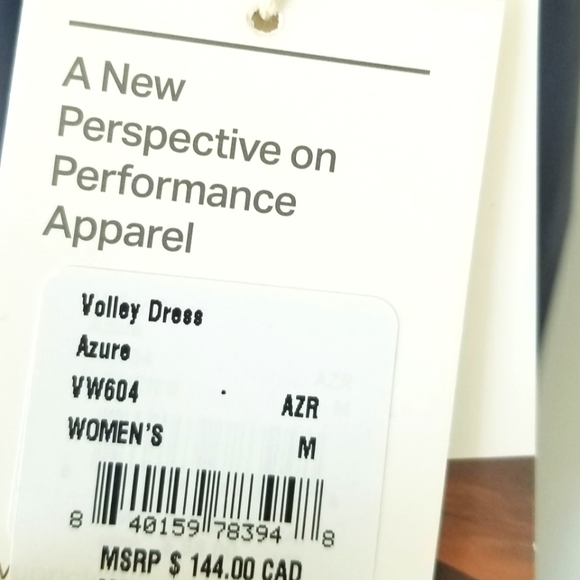 A New
Perspective on
Performance
Apparel
Volley Dress
Azure
VW604 AZR
WOMEN'S M
8 40159 78394 8
MSRP $ 144.00 CAD